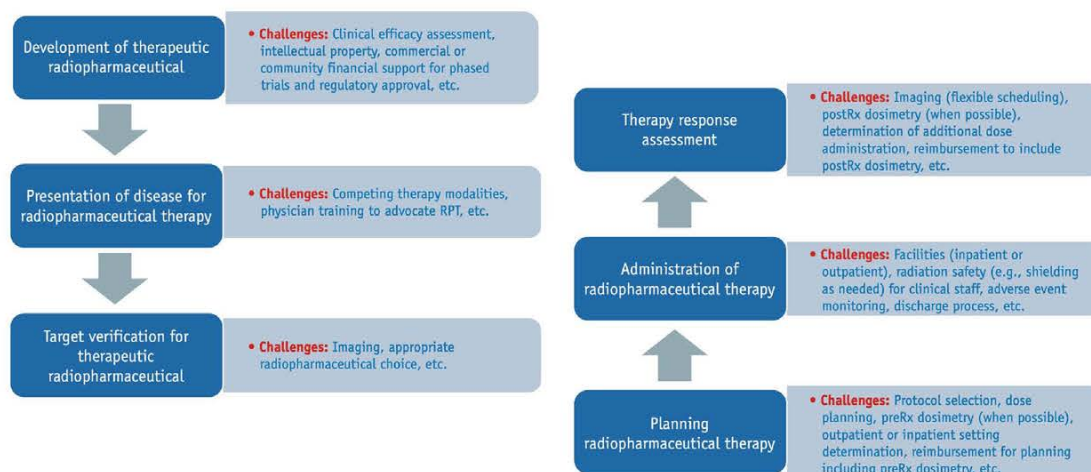 Development of therapeutic
radiopharmaceutical
• Challenges: Clinical efficacy assessment,
intellectual property, commercial or
community financial support for phased
trials and regulatory approval, etc.
Presentation of disease for
radiopharmaceutical therapy
• Challenges: Competing therapy modalities,
physician training to advocate RPT, etc.
Target verification for
therapeutic
radiopharmaceutical
• Challenges: Imaging, appropriate
radiopharmaceutical choice, etc.
Therapy response
assessment
• Challenges: Imaging (flexible scheduling),
postRx dosimetry (when possible),
determination of additional dose
administration, reimbursement to include
postRx dosimetry, etc.
Administration of
radiopharmaceutical therapy
• Challenges: Facilities (inpatient or
outpatient), radiation safety (e.g., shielding
as needed) for clinical staff, adverse event
monitoring, discharge process, etc.
Planning
radiopharmaceutical therapy
• Challenges: Protocol selection, dose
planning, preRx dosimetry (when possible),
outpatient or inpatient setting
determination, reimbursement for planning
including preRx dosimetry, etc.